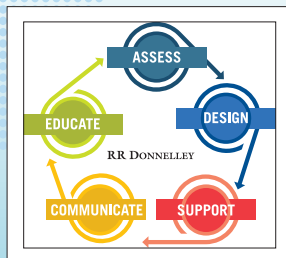 ASSESS
EDUCATE
DESIGN
RR DONNELLEY
COMMUNICATE
SUPPORT